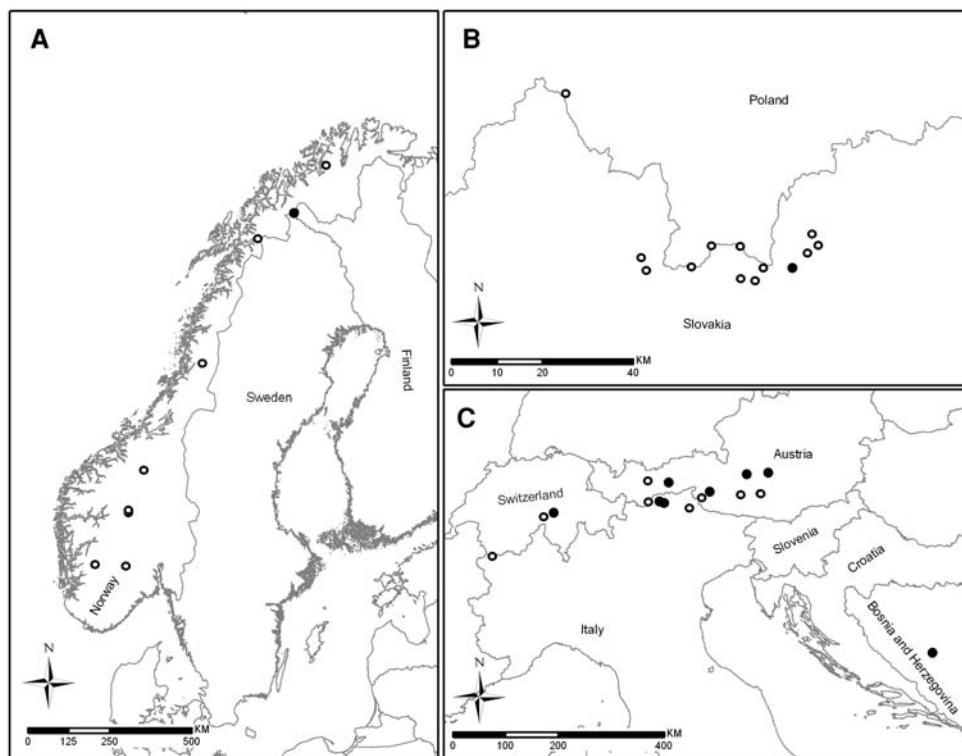 A
Finland
Sweden
Norway
N
KM
0 125 250 500
B
Poland
N
Slovakia
KM
0 10 20 40
C
Austria
Switzerland
Slovenia
Croatia
Italy
Bosnia and Herzegovina
N
KM
0 100 200 400